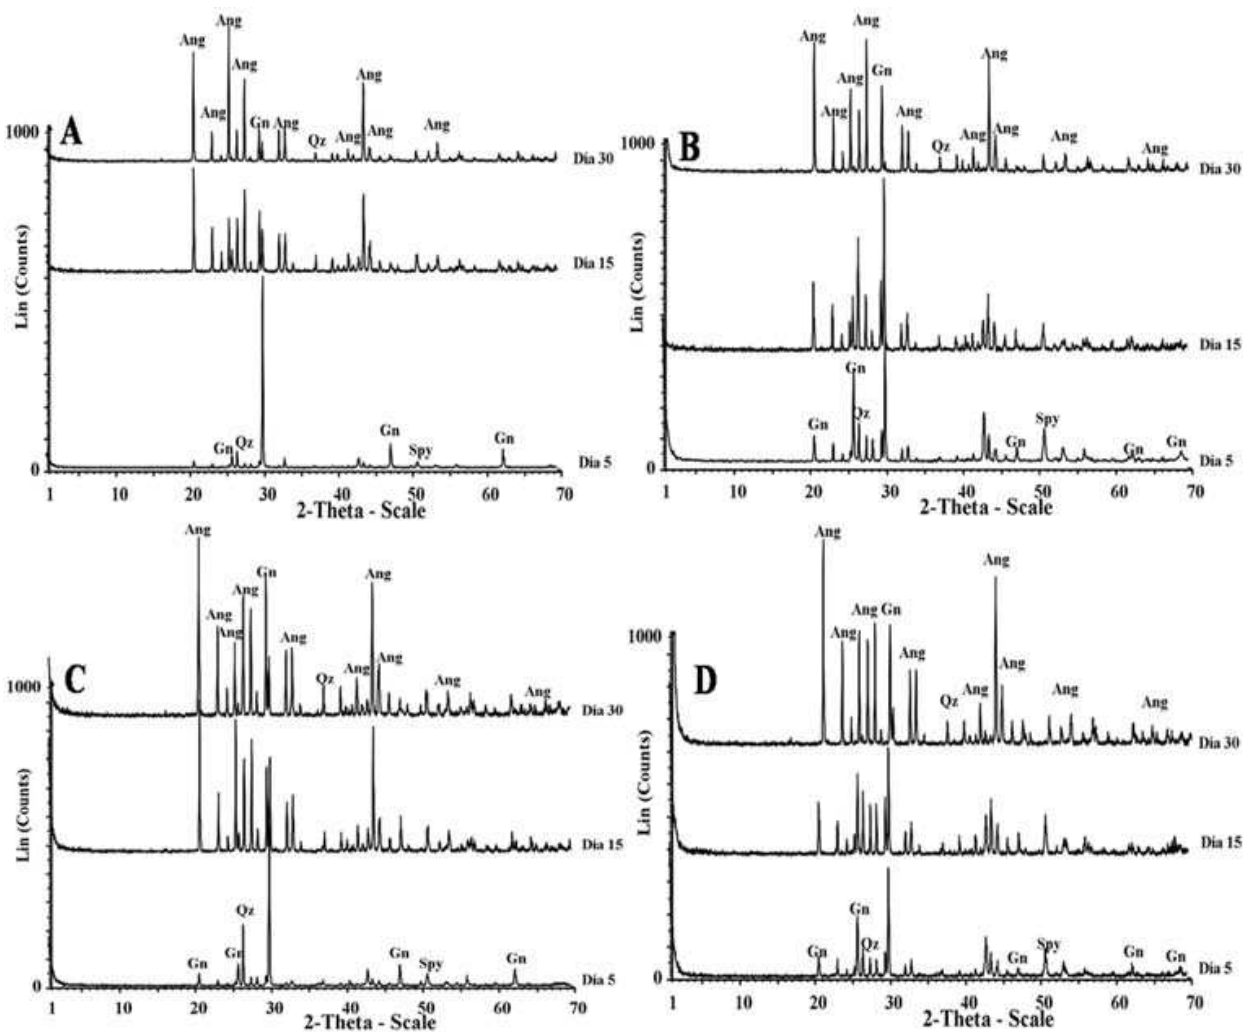 Ang
Ang
Ang
Ang
Ang
Gn
Ang
Qz
Ang
Ang
Ang
1000
A
Dia 30
Dia 15
Lin (Counts)
Gn
Qz
Gn
Spy
Gn
0
Dia 5
1 10 20 30 40 50 60 70
2-Theta - Scale
Ang
Ang
Ang
Ang
Gn
Ang
Ang
Ang
Qz
Ang
Ang
Ang
Ang
1000
B
Dia 30
Dia 15
Lin (Counts)
Gn
Gn
Qz
Gn
Spy
Gn
Gn
0
Dia 5
1 10 20 30 40 50 60 70
2-Theta - Scale
Ang
Gn
Ang
Ang
Ang
Ang
Ang
Qz
Ang
Ang
Ang
Ang
1000
C
Dia 30
Dia 15
Lin (Counts)
Qz
Gn
Gn
Gn
Spy
Gn
0
Dia 5
1 10 20 30 40 50 60 70
2-Theta - Scale
Ang
Ang
Ang
Ang
Gn
Ang
Qz
Ang
Ang
Ang
Ang
1000
D
Dia 30
Dia 15
Lin (Counts)
Gn
Gn
Qz
Gn
Spy
Gn
Gn
0
Dia 5
1 10 20 30 40 50 60 70
2-Theta - Scale